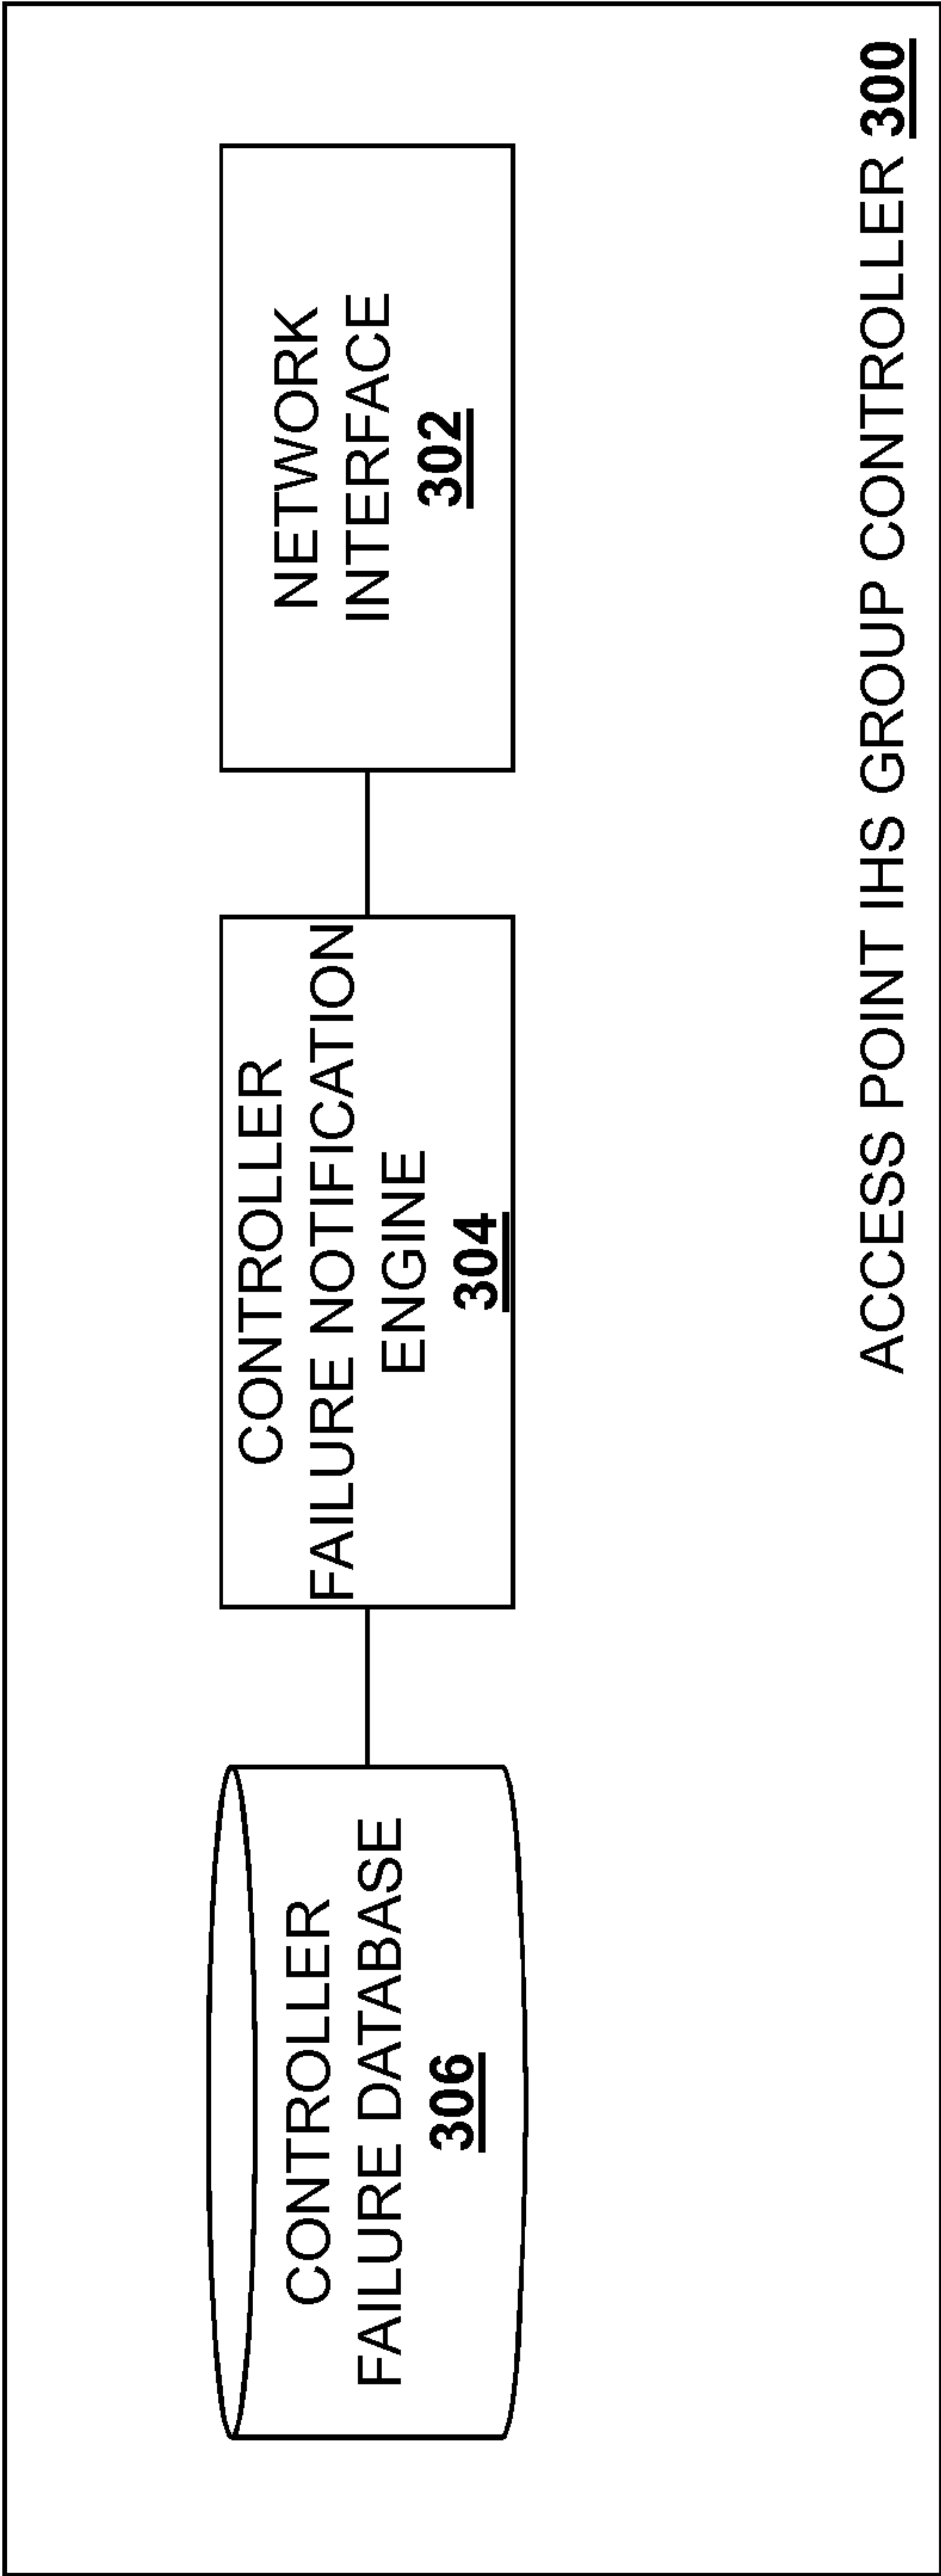 CONTROLLER
FAILURE DATABASE
306
CONTROLLER
FAILURE NOTIFICATION
ENGINE
304
NETWORK
INTERFACE
302
ACCESS POINT IHS GROUP CONTROLLER 300